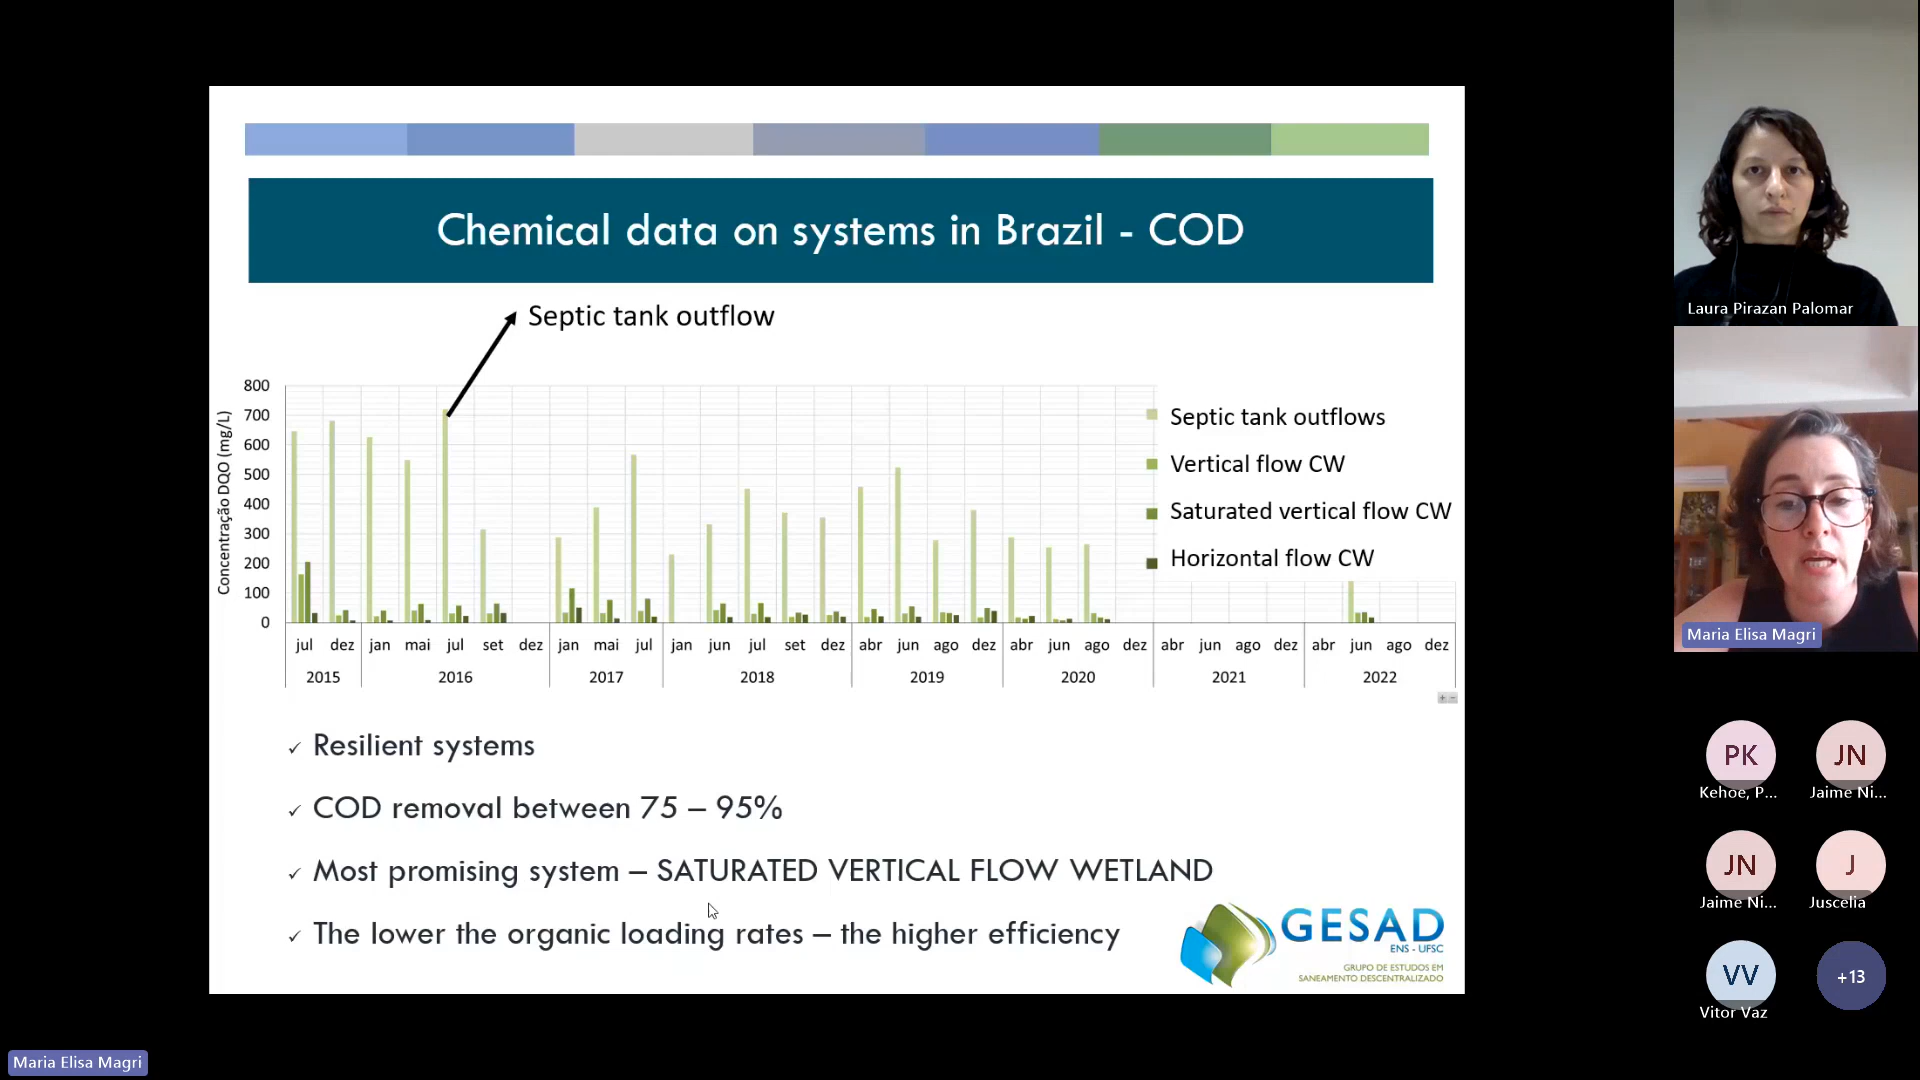 Chemical data on systems in Brazil - COD
Septic tank outflow
Concentração DQO (mg/L)
800
700
600
500
400
300
200
100
0
Septic tank outflows
Vertical flow CW
Saturated vertical flow CW
Horizontal flow CW
jul dez jan mai jul set dez jan mai jul jan jun jul set dez abr jun ago dez abr jun ago dez abr jun ago dez abr jun ago dez
2015 2016 2017 2018 2019 2020 2021 2022
✓ Resilient systems
✓ COD removal between 75 – 95%
✓ Most promising system – SATURATED VERTICAL FLOW WETLAND
✓ The lower the organic loading rates – the higher efficiency
GESAD
ENS - UFSC
GRUPO DE ESTUDOS EM
SANEAMENTO DESCENTRALIZADO
Laura Pirazan Palomar
Maria Elisa Magri
PK JN
Kehoe, P... Jaime Ni...
JN J
Jaime Ni... Juscelia
VV +13
Vitor Vaz
Maria Elisa Magri